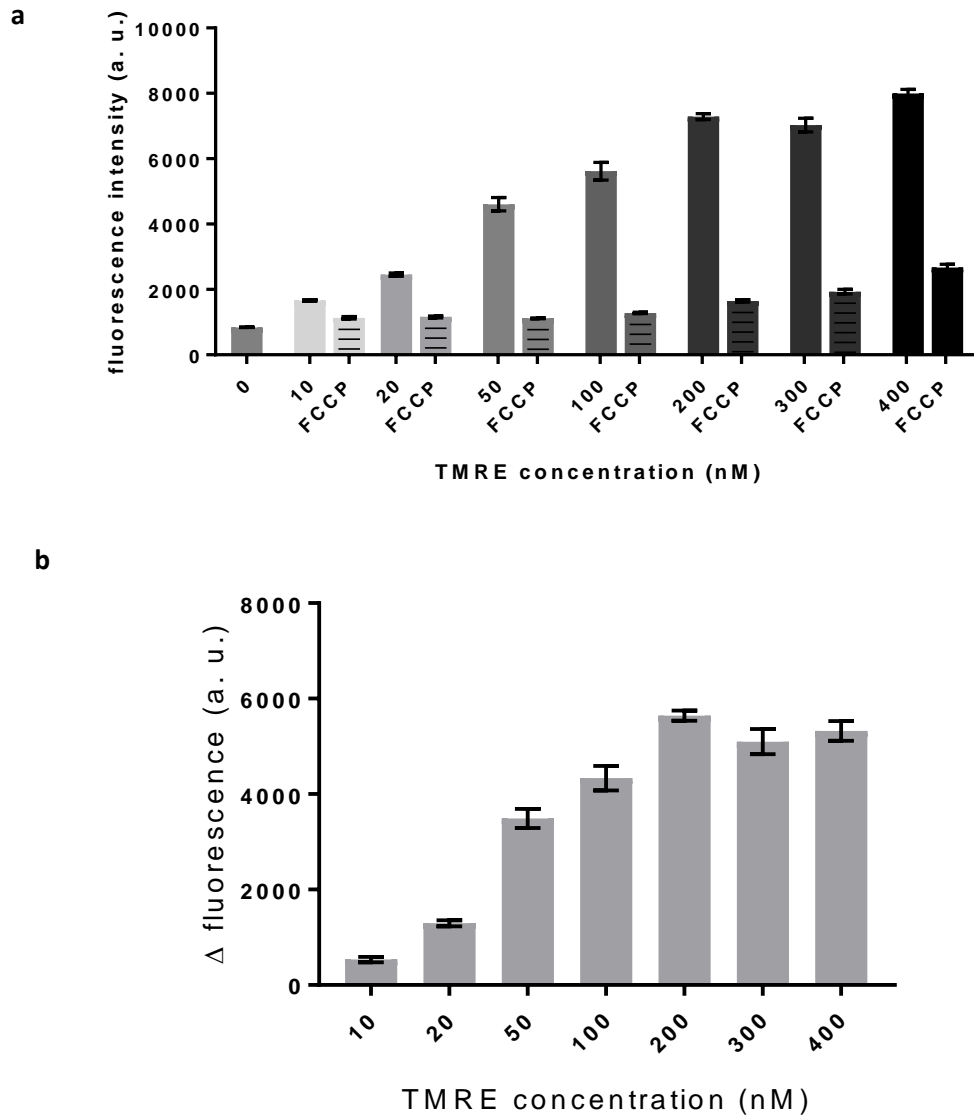 a
fluorescence intensity (a. u.)
10000
8000
6000
4000
2000
0
0
10
FCCP
20
FCCP
50
FCCP
100
FCCP
200
FCCP
300
FCCP
400
FCCP
TMRE concentration (nM)
b
Δ fluorescence (a. u.)
8000
6000
4000
2000
0
10
20
50
100
200
300
400
TMRE concentration (nM)